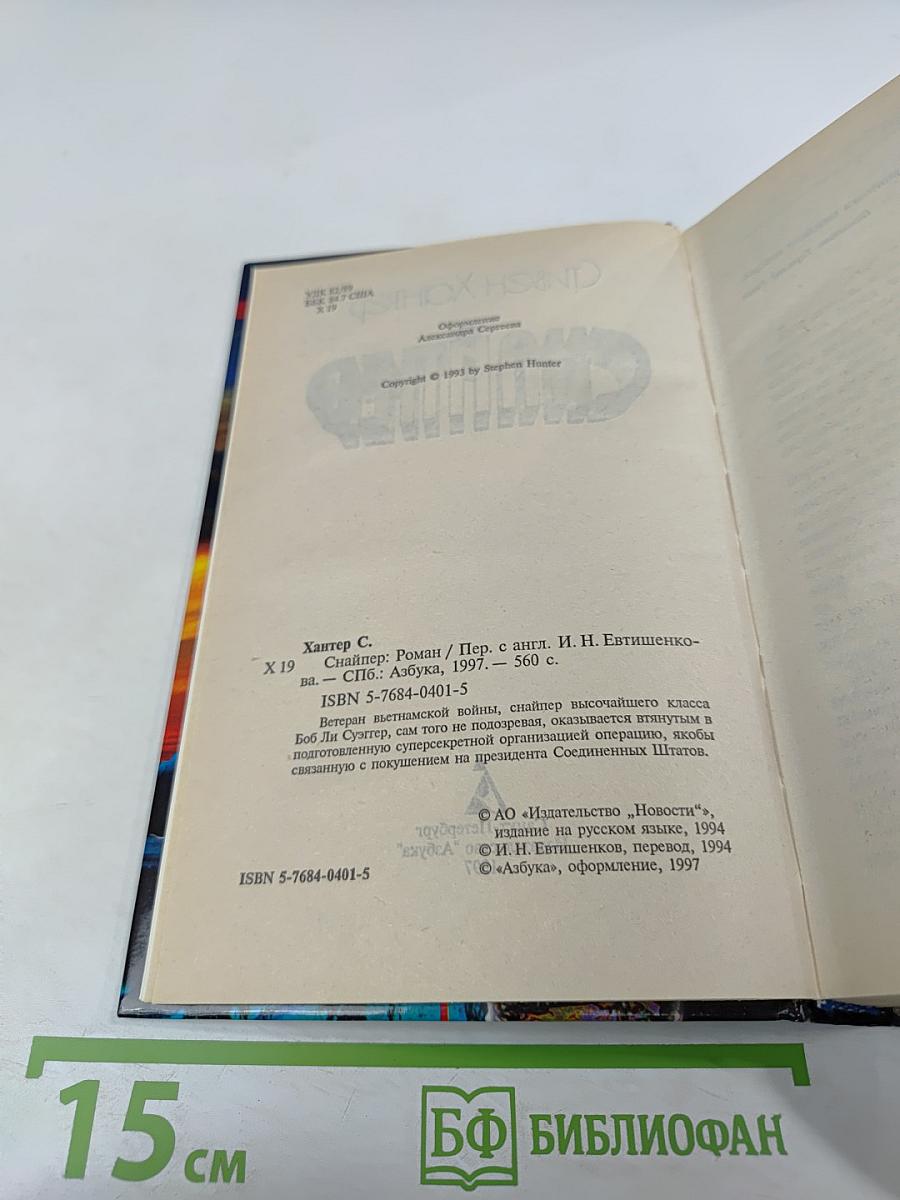 УДК 82/89
ББК 84.7 США
Х 19
Оформление
Александра Сергеева
Copyright © 1993 by Stephen Hunter
Хантер С.
Х 19 Снайпер: Роман / Пер. с англ. И. Н. Евтишенко-
ва. — СПб.: Азбука, 1997. — 560 с.
ISBN 5-7684-0401-5
Ветеран вьетнамской войны, снайпер высочайшего класса
Боб Ли Суэггер, сам того не подозревая, оказывается втянутым в
подготовленную суперсекретной организацией операцию, якобы
связанную с покушением на президента Соединенных Штатов.
© АО «Издательство „Новости“»,
издание на русском языке, 1994
© И. Н. Евтишенков, перевод, 1994
© «Азбука», оформление, 1997
ISBN 5-7684-0401-5
15 см
БФ БИБЛИОФАН